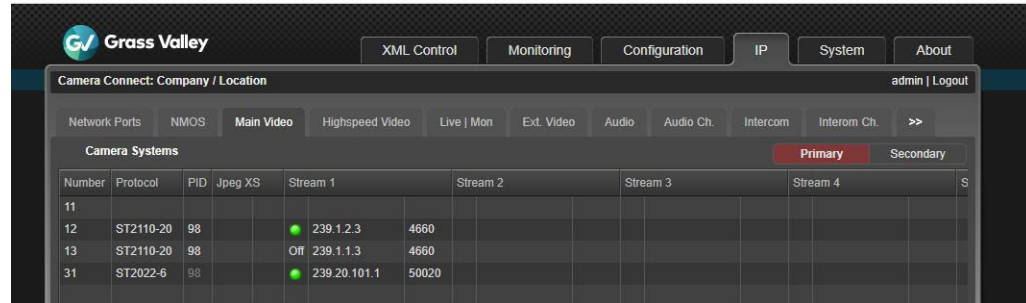 GV Grass Valley
XML Control Monitoring Configuration IP System About
Camera Connect: Company / Location admin | Logout
Network Ports NMOS Main Video Highspeed Video Live | Mon Ext. Video Audio Audio Ch. Intercom Interom Ch. >>
Camera Systems Primary Secondary
Number Protocol PID Jpeg XS Stream 1 Stream 2 Stream 3 Stream 4 S
11
12 ST2110-20 98 239.1.2.3 4660
13 ST2110-20 98 Off 239.1.1.3 4660
31 ST2022-6 98 239.20.101.1 50020